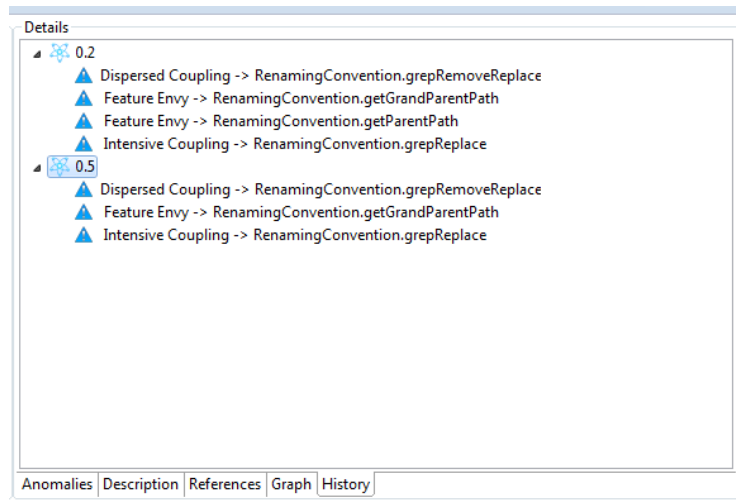 Details
0.2
Dispersed Coupling -> RenamingConvention.grepRemoveReplace
Feature Envy -> RenamingConvention.getGrandParentPath
Feature Envy -> RenamingConvention.getParentPath
Intensive Coupling -> RenamingConvention.grepReplace
0.5
Dispersed Coupling -> RenamingConvention.grepRemoveReplace
Feature Envy -> RenamingConvention.getGrandParentPath
Intensive Coupling -> RenamingConvention.grepReplace
Anomalies Description References Graph History